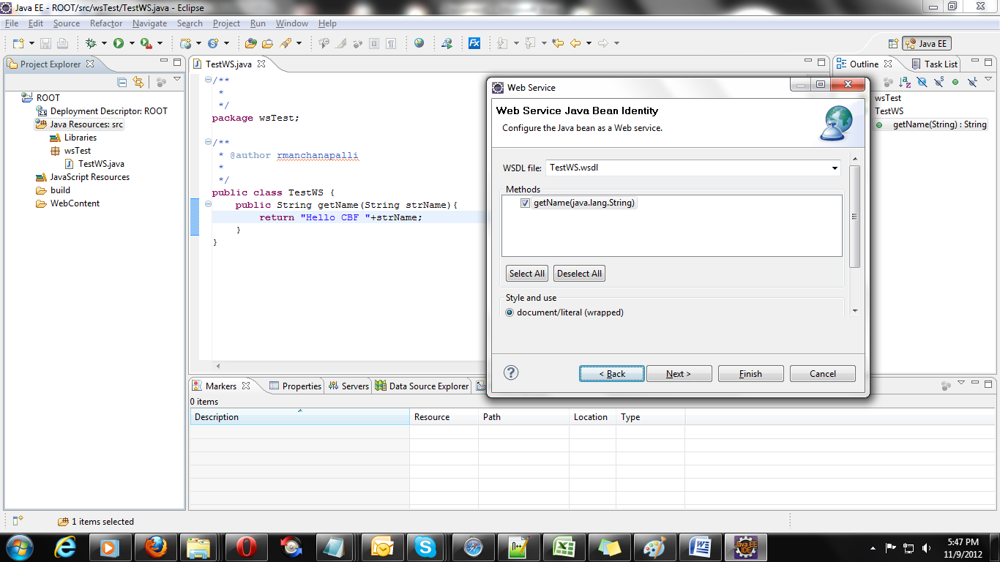 Java EE - ROOT/src/wsTest/TestWS.java - Eclipse
File Edit Source Refactor Navigate Search Project Run Window Help
Java EE
Project Explorer
ROOT
Deployment Descriptor: ROOT
Java Resources: src
Libraries
wsTest
TestWS.java
JavaScript Resources
build
WebContent
TestWS.java
/**
*
*/
package wsTest;
/**
* @author rmanchanapalli
*
*/
public class TestWS {
public String getName(String strName){
return "Hello CBF "+strName;
}
}
Web Service
Web Service Java Bean Identity
Configure the Java bean as a Web service.
WSDL file: TestWS.wsdl
Methods
getName(java.lang.String)
Select All Deselect All
Style and use
document/literal (wrapped)
?
< Back Next > Finish Cancel
Outline Task List
wsTest
TestWS
getName(String) : String
Markers Properties Servers Data Source Explorer
0 items
Description Resource Path Location Type
1 items selected
Java EE
IDE
5:47 PM
11/9/2012